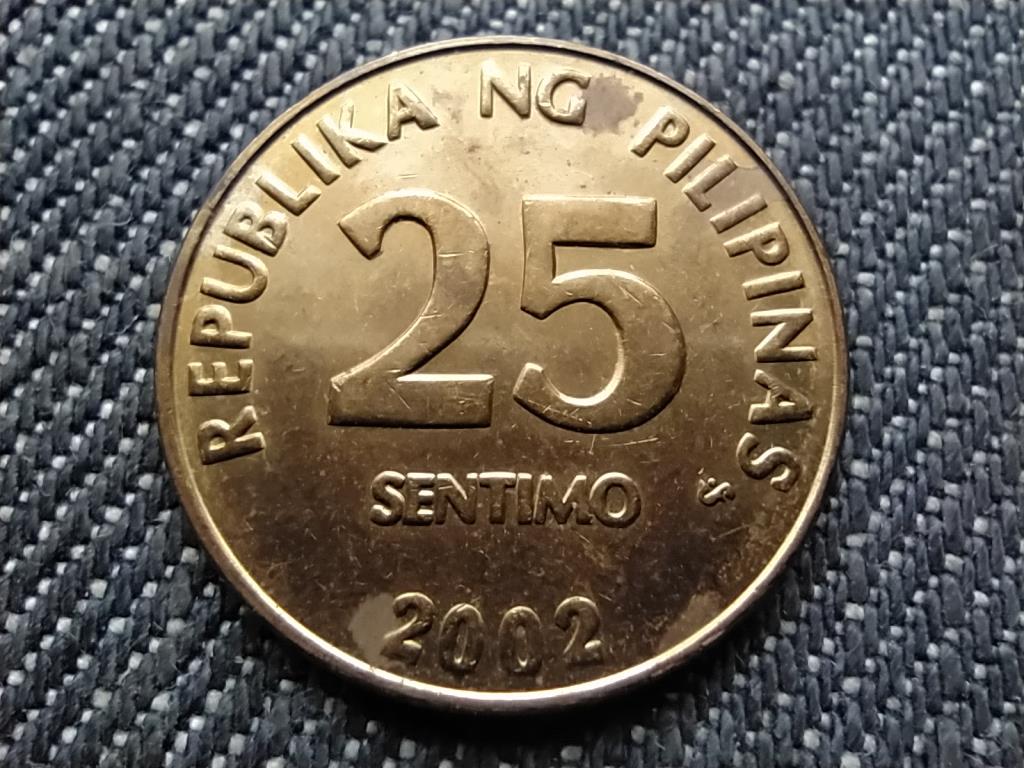 REPUBLIKA NG PILIPINAS
25
SENTIMO
2002